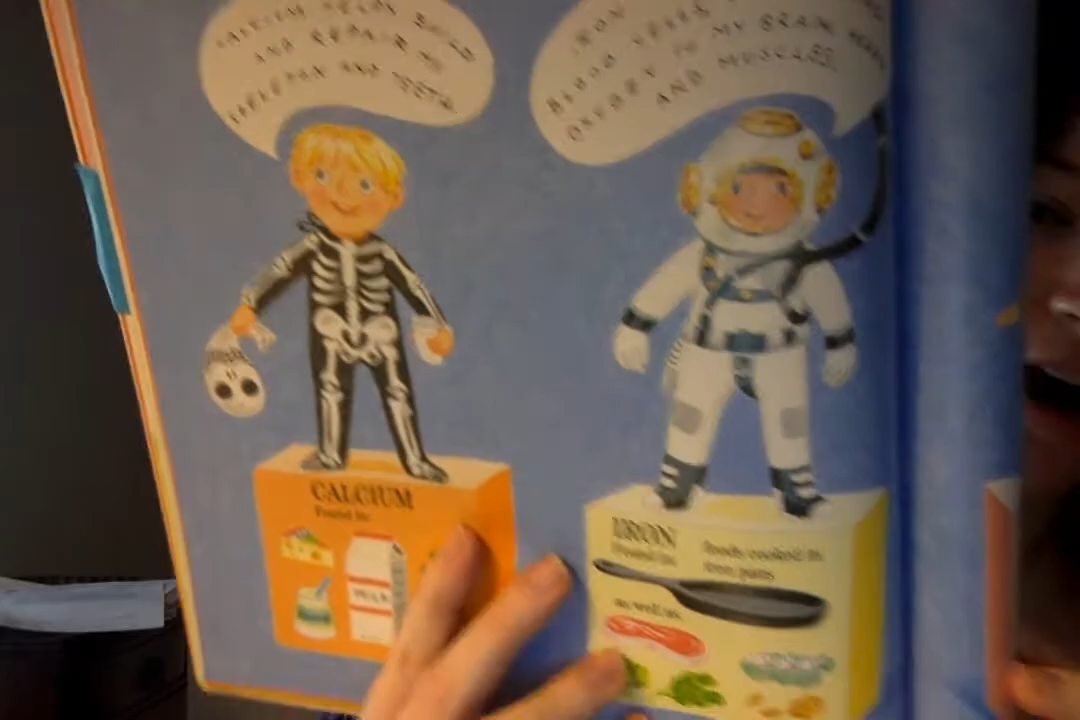 CALCIUM HELPS BUILD
AND REPAIR MY
SKELETON AND TEETH.
IRON
BLOOD
OXYGEN TO MY BRAIN
AND MUSCLES.
CALCIUM
Found in:
MILK
IRON
Found in:
foods cooked in
iron pans
as well as: